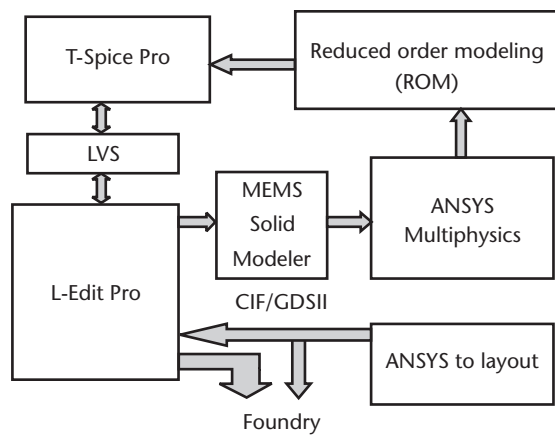 T-Spice Pro
Reduced order modeling
(ROM)
LVS
MEMS
Solid
Modeler
ANSYS
Multiphysics
L-Edit Pro
CIF/GDSII
ANSYS to layout
Foundry